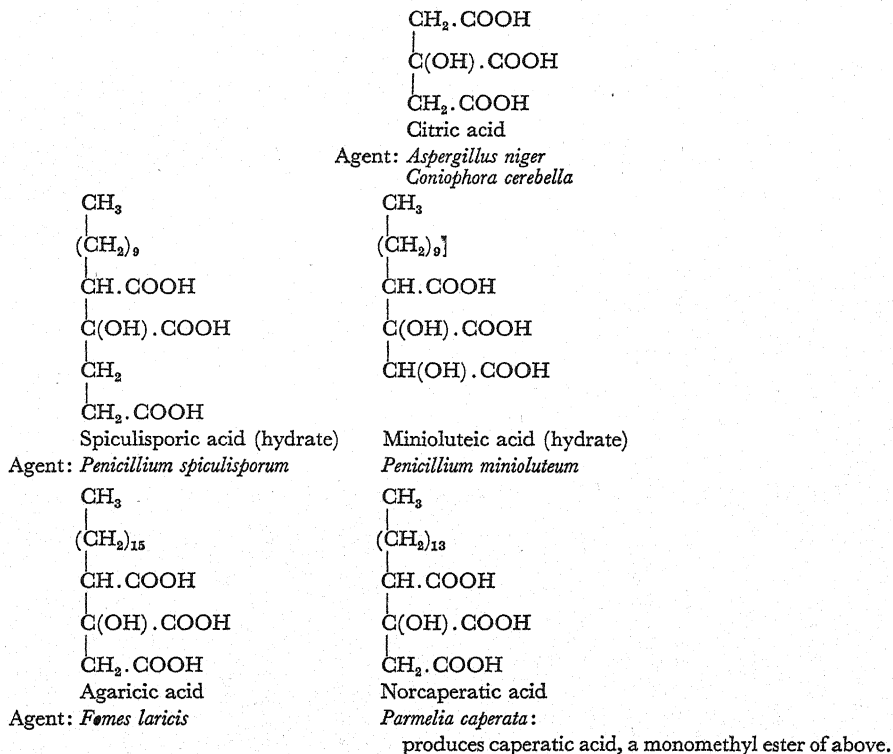 CH₂.COOH
C(OH).COOH
CH₂.COOH
Citric acid
Agent: Aspergillus niger
Coniophora cerebella
CH₃
(CH₂)₉
CH.COOH
C(OH).COOH
CH₂
CH₂.COOH
Spiculisporic acid (hydrate)
Agent: Penicillium spiculisporum
CH₃
(CH₂)₉]
CH.COOH
C(OH).COOH
CH(OH).COOH
Minioluteic acid (hydrate)
Penicillium minioluteum
CH₃
(CH₂)₁₅
CH.COOH
C(OH).COOH
CH₂.COOH
Agaricic acid
Agent: Fomes laricis
CH₃
(CH₂)₁₃
CH.COOH
C(OH).COOH
CH₂.COOH
Norcaperatic acid
Parmelia caperata:
produces caperatic acid, a monomethyl ester of above.